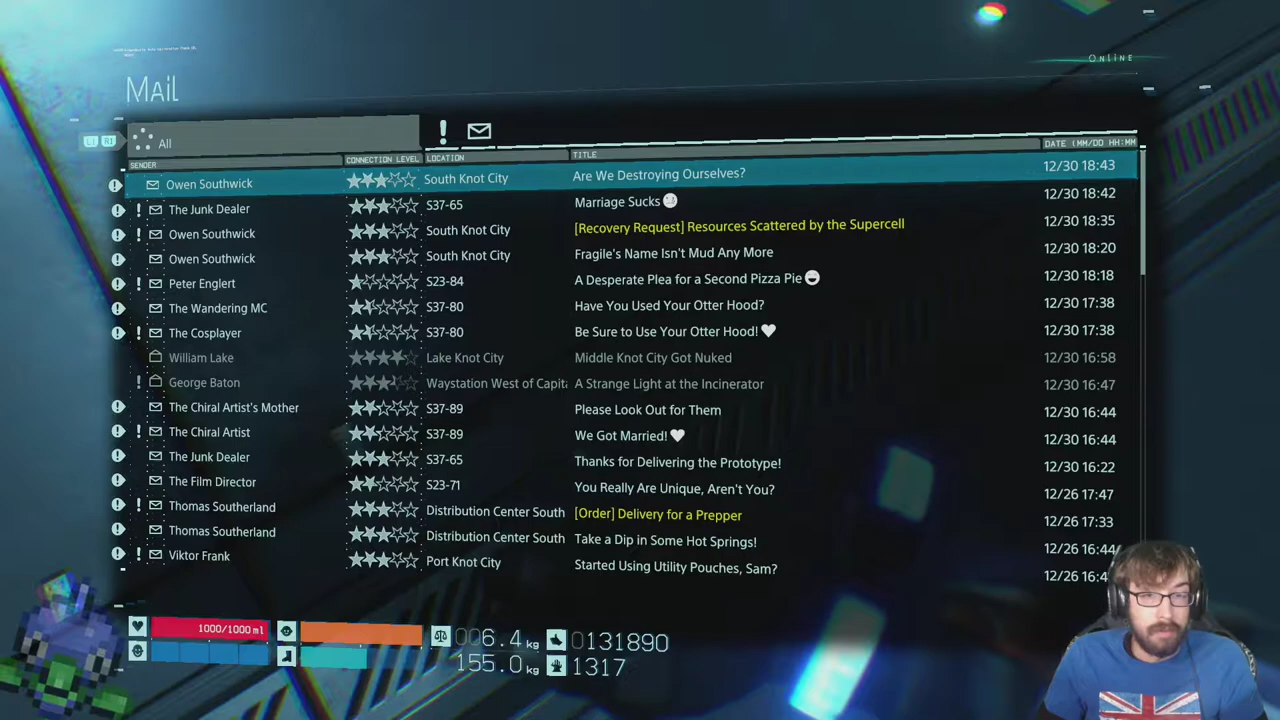 Online
Mail
L1 R1 All
SENDER CONNECTION LEVEL LOCATION TITLE DATE (MM/DD HH:MM
Owen Southwick South Knot City Are We Destroying Ourselves? 12/30 18:43
The Junk Dealer S37-65 Marriage Sucks 12/30 18:42
Owen Southwick South Knot City [Recovery Request] Resources Scattered by the Supercell 12/30 18:35
Owen Southwick South Knot City Fragile's Name Isn't Mud Any More 12/30 18:20
Peter Englert S23-84 A Desperate Plea for a Second Pizza Pie 12/30 18:18
The Wandering MC S37-80 Have You Used Your Otter Hood? 12/30 17:38
The Cosplayer S37-80 Be Sure to Use Your Otter Hood! 12/30 17:38
William Lake Lake Knot City Middle Knot City Got Nuked 12/30 16:58
George Baton Waystation West of Capita A Strange Light at the Incinerator 12/30 16:47
The Chiral Artist's Mother S37-89 Please Look Out for Them 12/30 16:44
The Chiral Artist S37-89 We Got Married! 12/30 16:44
The Junk Dealer S37-65 Thanks for Delivering the Prototype! 12/30 16:22
The Film Director S23-71 You Really Are Unique, Aren't You? 12/26 17:47
Thomas Southerland Distribution Center South [Order] Delivery for a Prepper 12/26 17:33
Thomas Southerland Distribution Center South Take a Dip in Some Hot Springs! 12/26 16:44
Viktor Frank Port Knot City Started Using Utility Pouches, Sam? 12/26 16:4
1000/1000 ml 006.4 kg 0131890
155.0 kg 1317